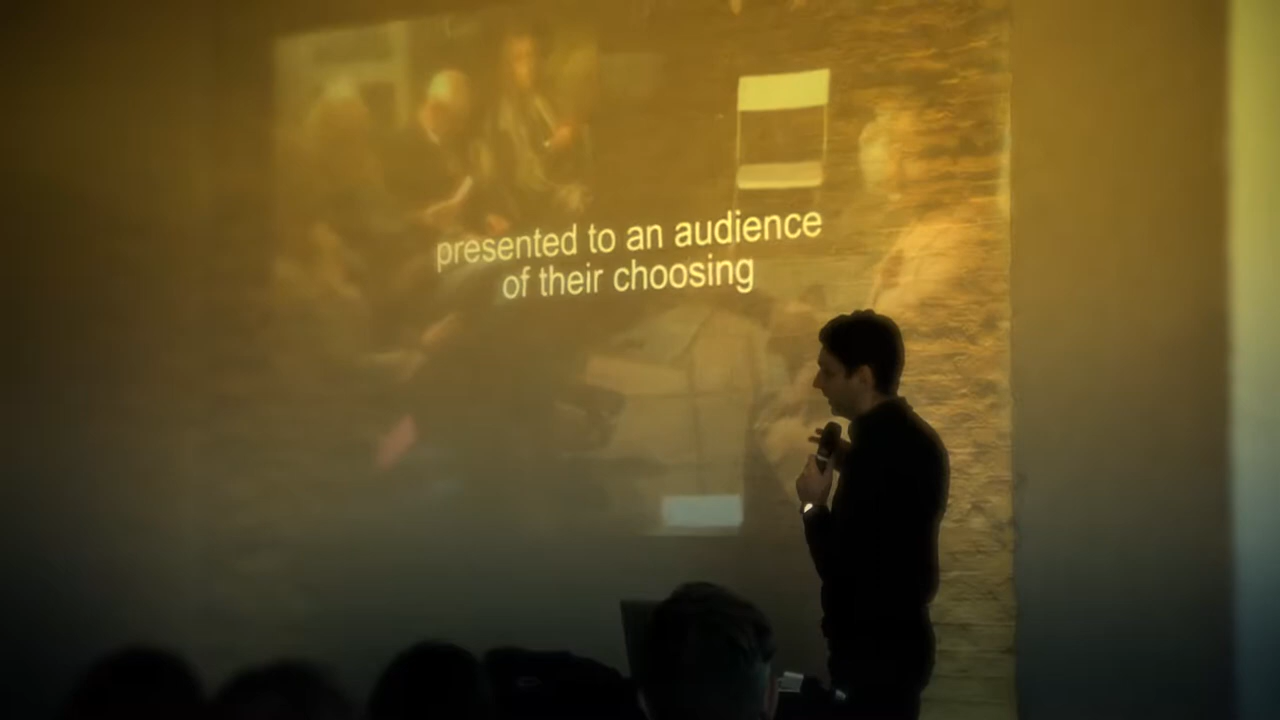 presented to an audience
of their choosing